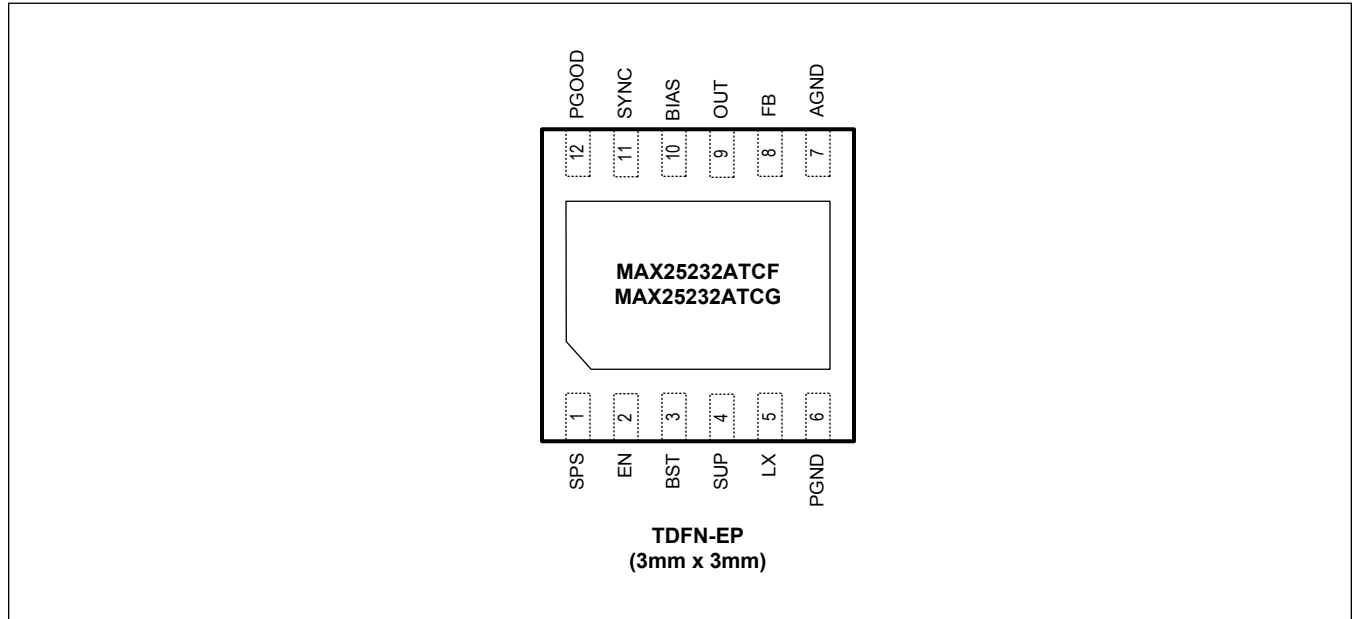 PGOOD SYNC BIAS OUT FB AGND
12 11 10 9 8 7
MAX25232ATCF
MAX25232ATCG
1 2 3 4 5 6
SPS EN BST SUP LX PGND
TDFN-EP
(3mm x 3mm)